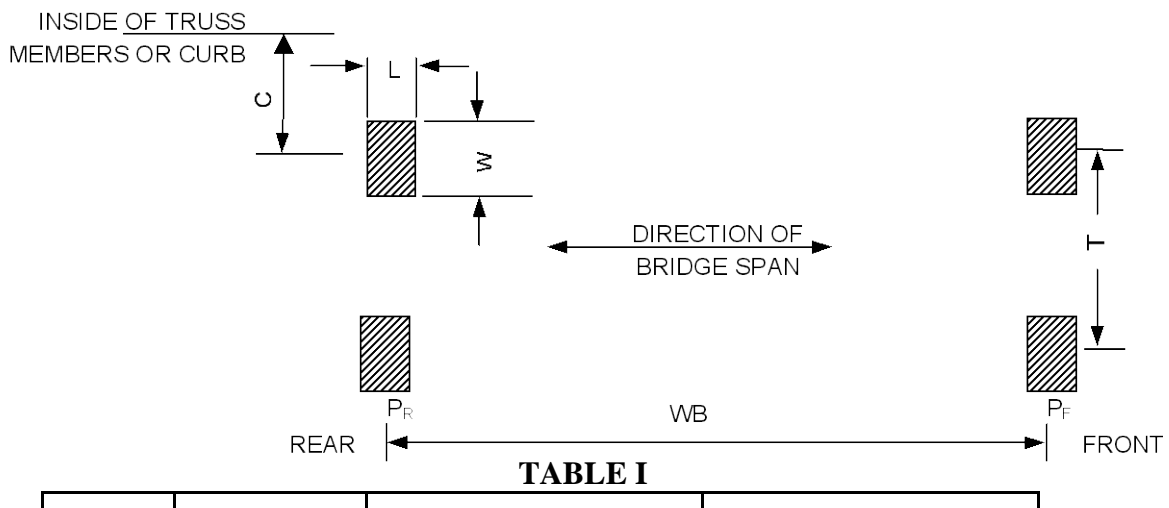 INSIDE OF TRUSS
MEMBERS OR CURB
L
C
W
T
DIRECTION OF
BRIDGE SPAN
PR
WB
PF
REAR
FRONT
TABLE I